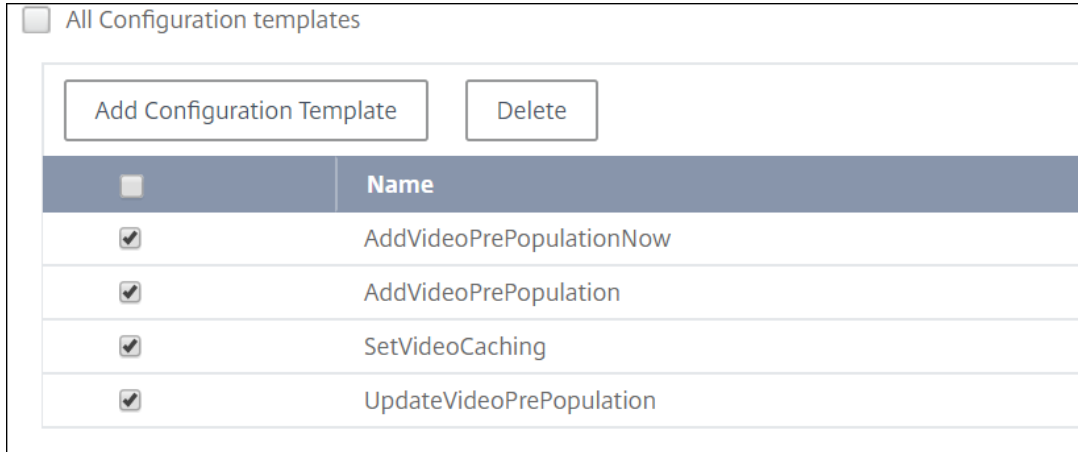 All Configuration templates
Add Configuration Template Delete
Name
AddVideoPrePopulationNow
AddVideoPrePopulation
SetVideoCaching
UpdateVideoPrePopulation